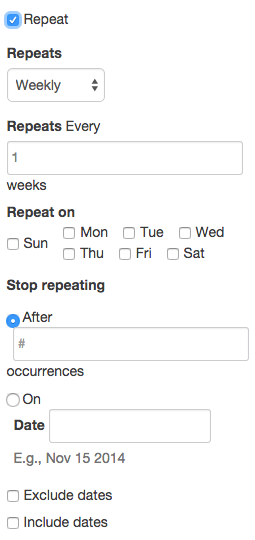 Repeat
Repeats
Weekly
Repeats Every
1
weeks
Repeat on
Sun Mon Tue Wed
Thu Fri Sat
Stop repeating
After
#
occurrences
On
Date
E.g., Nov 15 2014
Exclude dates
Include dates